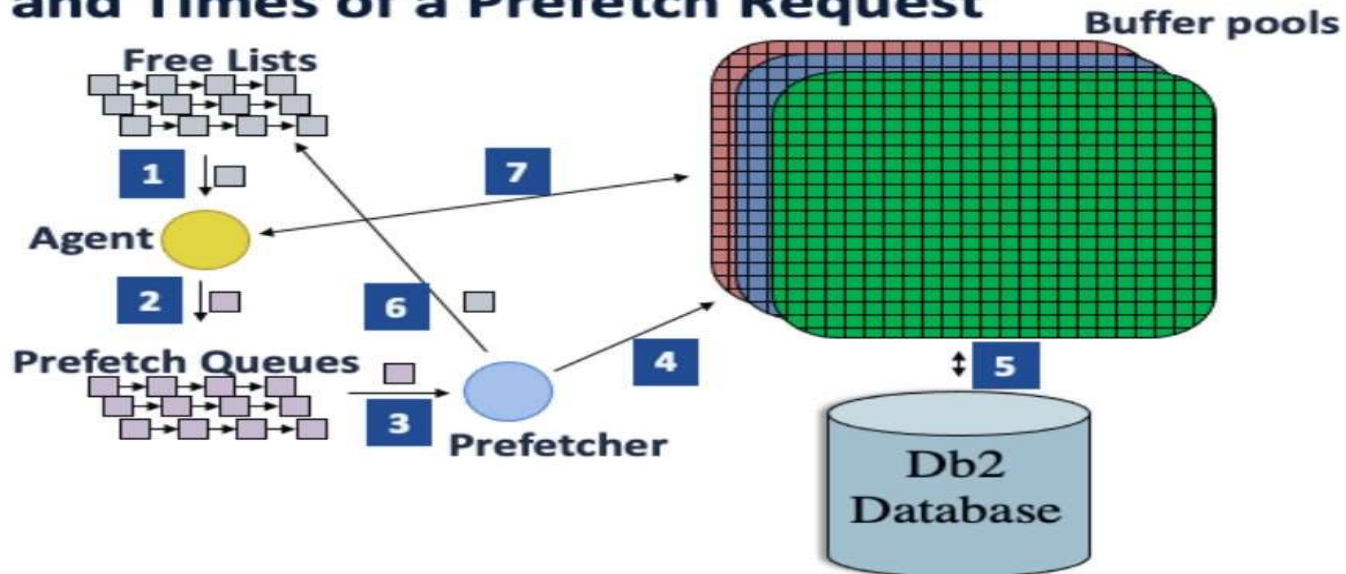 and Times of a Prefetch Request
Buffer pools
Free Lists
1
7
Agent
2
6
Prefetch Queues
4
5
3
Prefetcher
Db2
Database